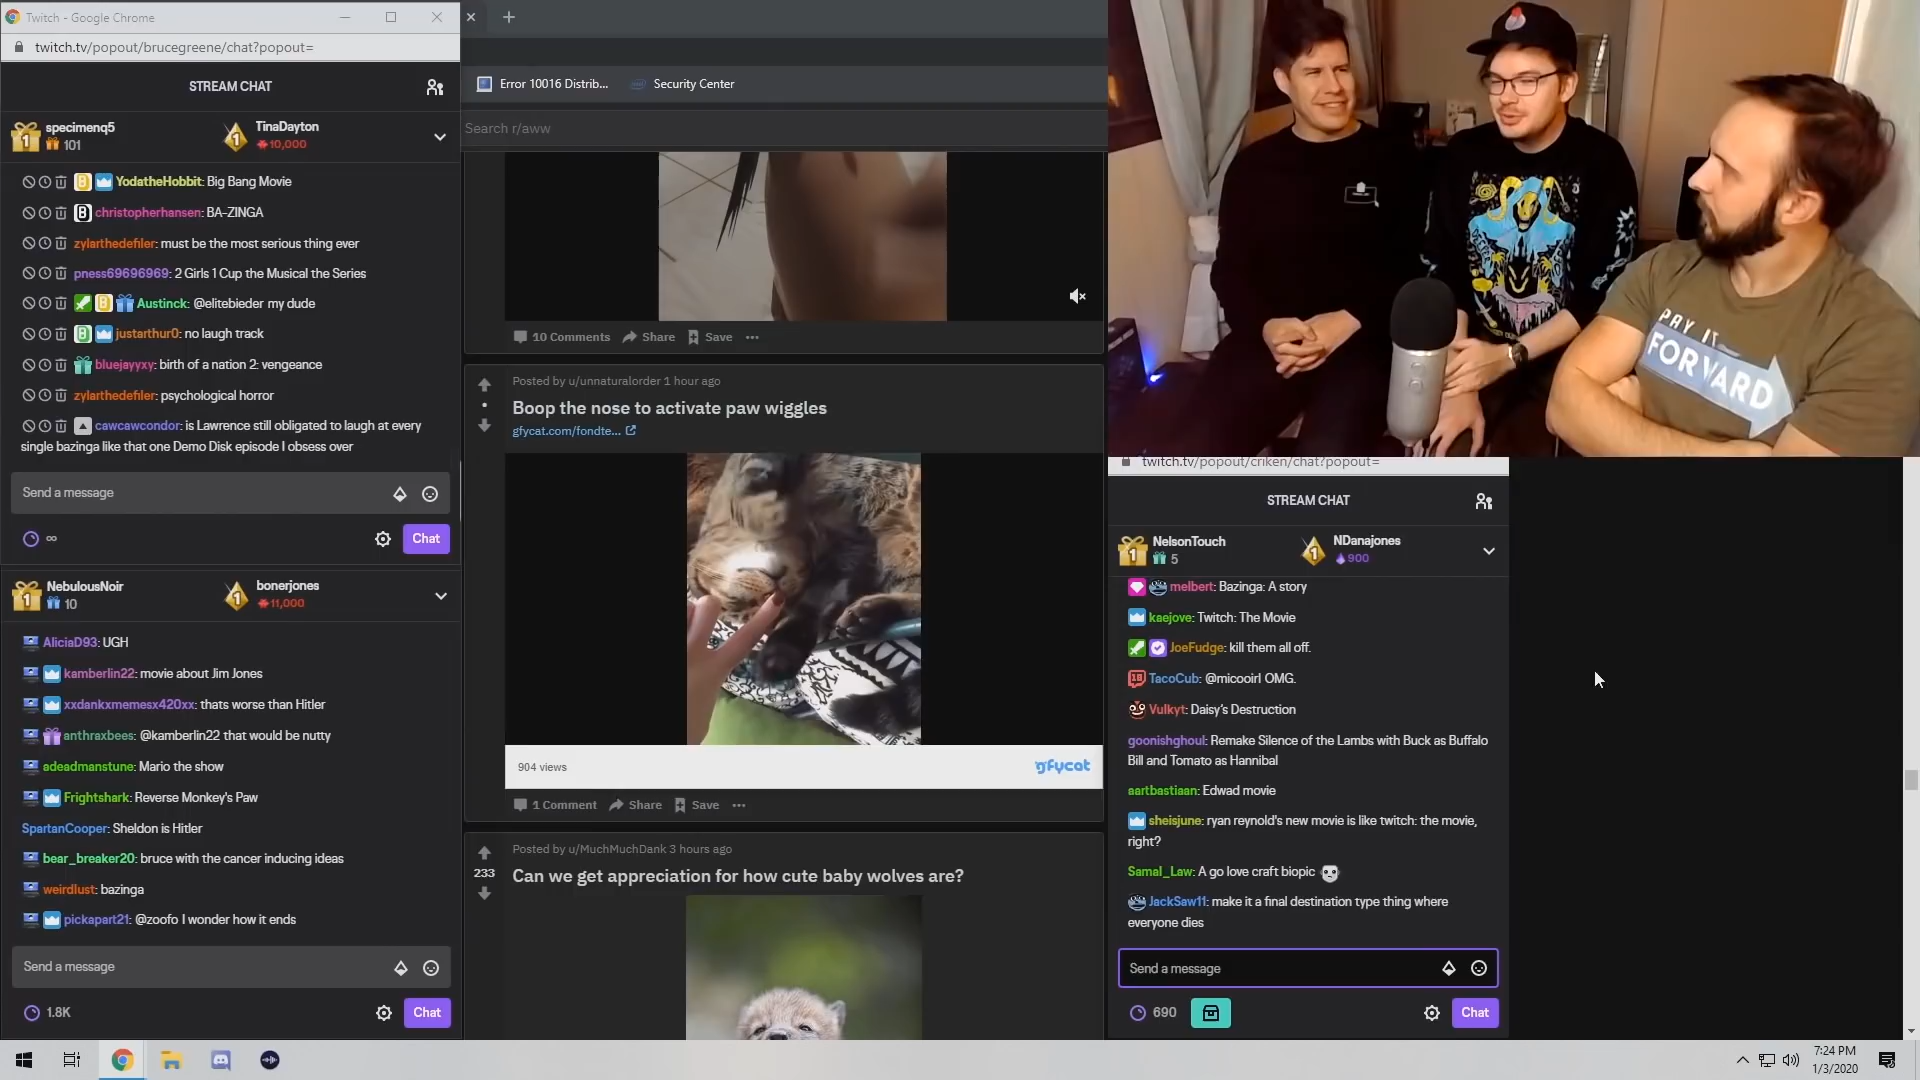 Twitch - Google Chrome
twitch.tv/popout/brucegreene/chat?popout=
STREAM CHAT
specimenq5
101
TinaDayton
10,000
YodatheHobbit: Big Bang Movie
christopherhansen: BA-ZINGA
zylarthedefiler: must be the most serious thing ever
pness69696969: 2 Girls 1 Cup the Musical the Series
Austinck: @elitebieder my dude
justarthur0: no laugh track
bluejayyxy: birth of a nation 2: vengeance
zylarthedefiler: psychological horror
cawcawcondor: is Lawrence still obligated to laugh at every
single bazinga like that one Demo Disk episode I obsess over
Send a message
∞
Chat
NebulousNoir
10
bonerjones
11,000
AliciaD93: UGH
kamberlin22: movie about Jim Jones
xxdankxmemesx420xx: thats worse than Hitler
anthraxbees: @kamberlin22 that would be nutty
adeadmanstune: Mario the show
Frightshark: Reverse Monkey's Paw
SpartanCooper: Sheldon is Hitler
bear_breaker20: bruce with the cancer inducing ideas
weirdlust: bazinga
pickapart21: @zoofo I wonder how it ends
Send a message
1.8K
Chat
Error 10016 Distrib...
Security Center
Search r/aww
10 Comments
Share
Save
Posted by u/unnaturalorder 1 hour ago
Boop the nose to activate paw wiggles
gfycat.com/fondte...
904 views
gfycat
1 Comment
Share
Save
Posted by u/MuchMuchDank 3 hours ago
233
Can we get appreciation for how cute baby wolves are?
PAY IT
FORWARD
twitch.tv/popout/criken/chat?popout=
STREAM CHAT
NelsonTouch
5
NDanajones
900
melbert: Bazinga: A story
kaejove: Twitch: The Movie
JoeFudge: kill them all off.
TacoCub: @micooirl OMG.
Vulkyt: Daisy's Destruction
goonishghoul: Remake Silence of the Lambs with Buck as Buffalo
Bill and Tomato as Hannibal
aartbastiaan: Edwad movie
sheisjune: ryan reynold's new movie is like twitch: the movie,
right?
Samal_Law: A go love craft biopic
JackSaw11: make it a final destination type thing where
everyone dies
Send a message
690
Chat
7:24 PM
1/3/2020